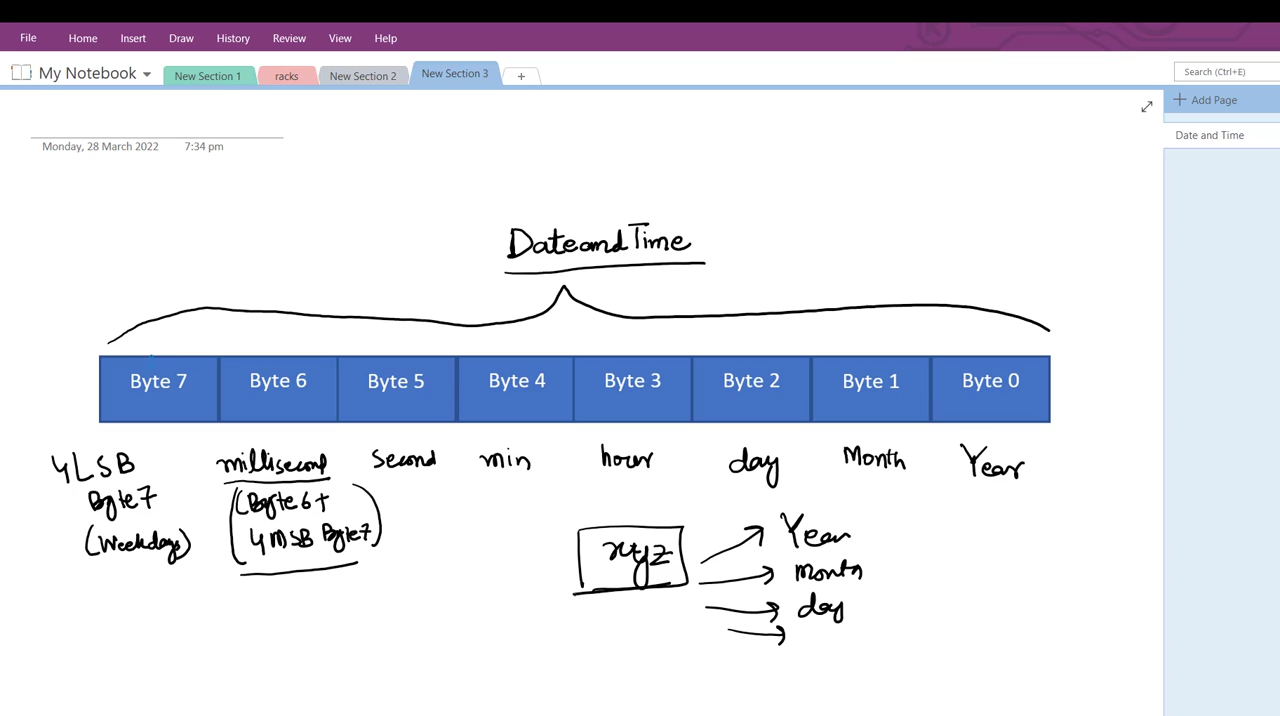 File Home Insert Draw History Review View Help
My Notebook New Section 1 racks New Section 2 New Section 3 +
Search (Ctrl+E)
Add Page
Date and Time
Monday, 28 March 2022 7:34 pm
DateandTime
Byte 7 Byte 6 Byte 5 Byte 4 Byte 3 Byte 2 Byte 1 Byte 0
4LSB millisecond Second min hour day Month Year
Byte7 (Byte6+
(Weekdays) 4MSB Byte7)
xyz Year
Month
day